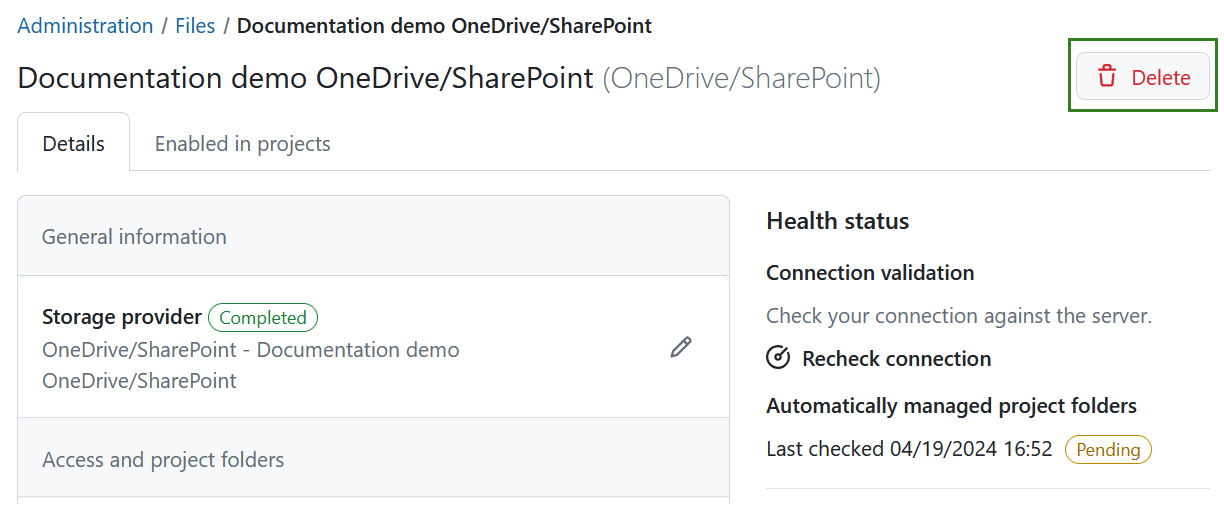 Administration / Files / Documentation demo OneDrive/SharePoint
Documentation demo OneDrive/SharePoint (OneDrive/SharePoint)
Delete
Details
Enabled in projects
General information
Storage provider Completed
OneDrive/SharePoint - Documentation demo
OneDrive/SharePoint
Access and project folders
Health status
Connection validation
Check your connection against the server.
Recheck connection
Automatically managed project folders
Last checked 04/19/2024 16:52 Pending